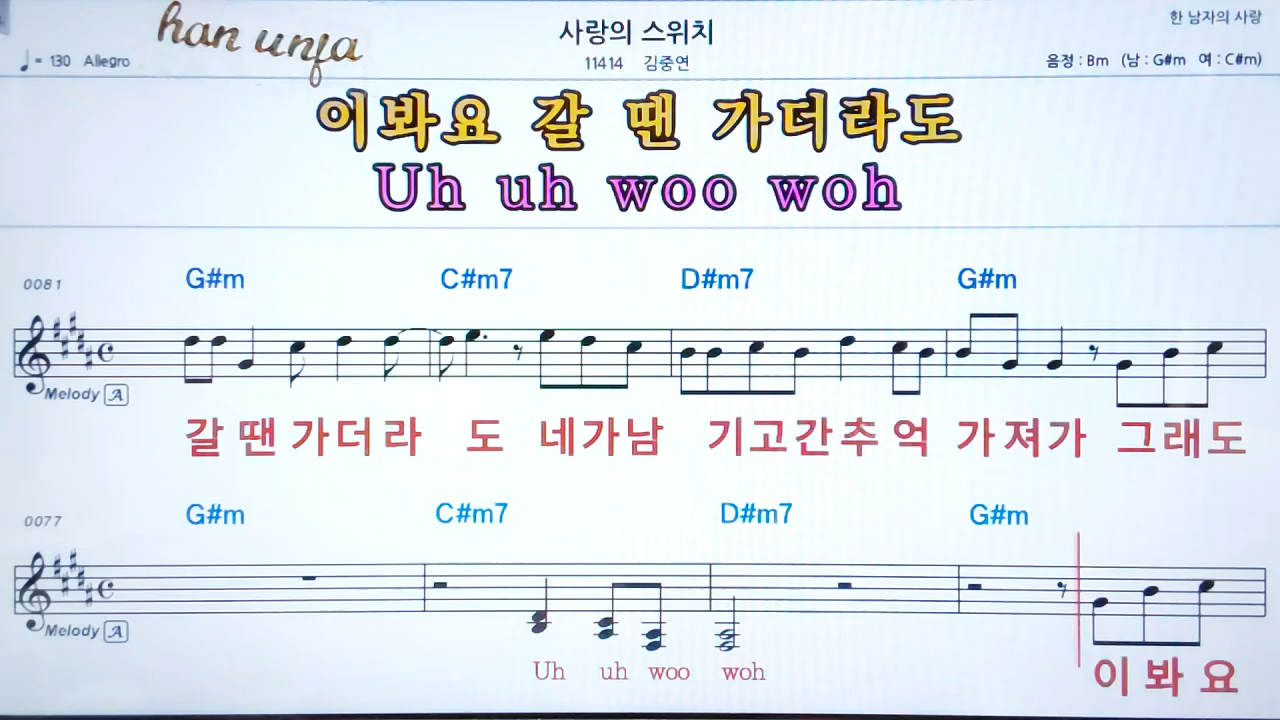 han unfa
사랑의 스위치
한 남자의 사랑
♩= 130 Allegro
11414 김중연
음정 : Bm (남 : G#m 여 : C#m)
이봐요 갈 땐 가더라도
Uh uh woo woh
0081 G#m C#m7 D#m7 G#m
Melody A
갈 땐 가더라 도 네가남 기고간추억 가져가 그래도
0077 G#m C#m7 D#m7 G#m
Melody A
Uh uh woo woh
이 봐 요